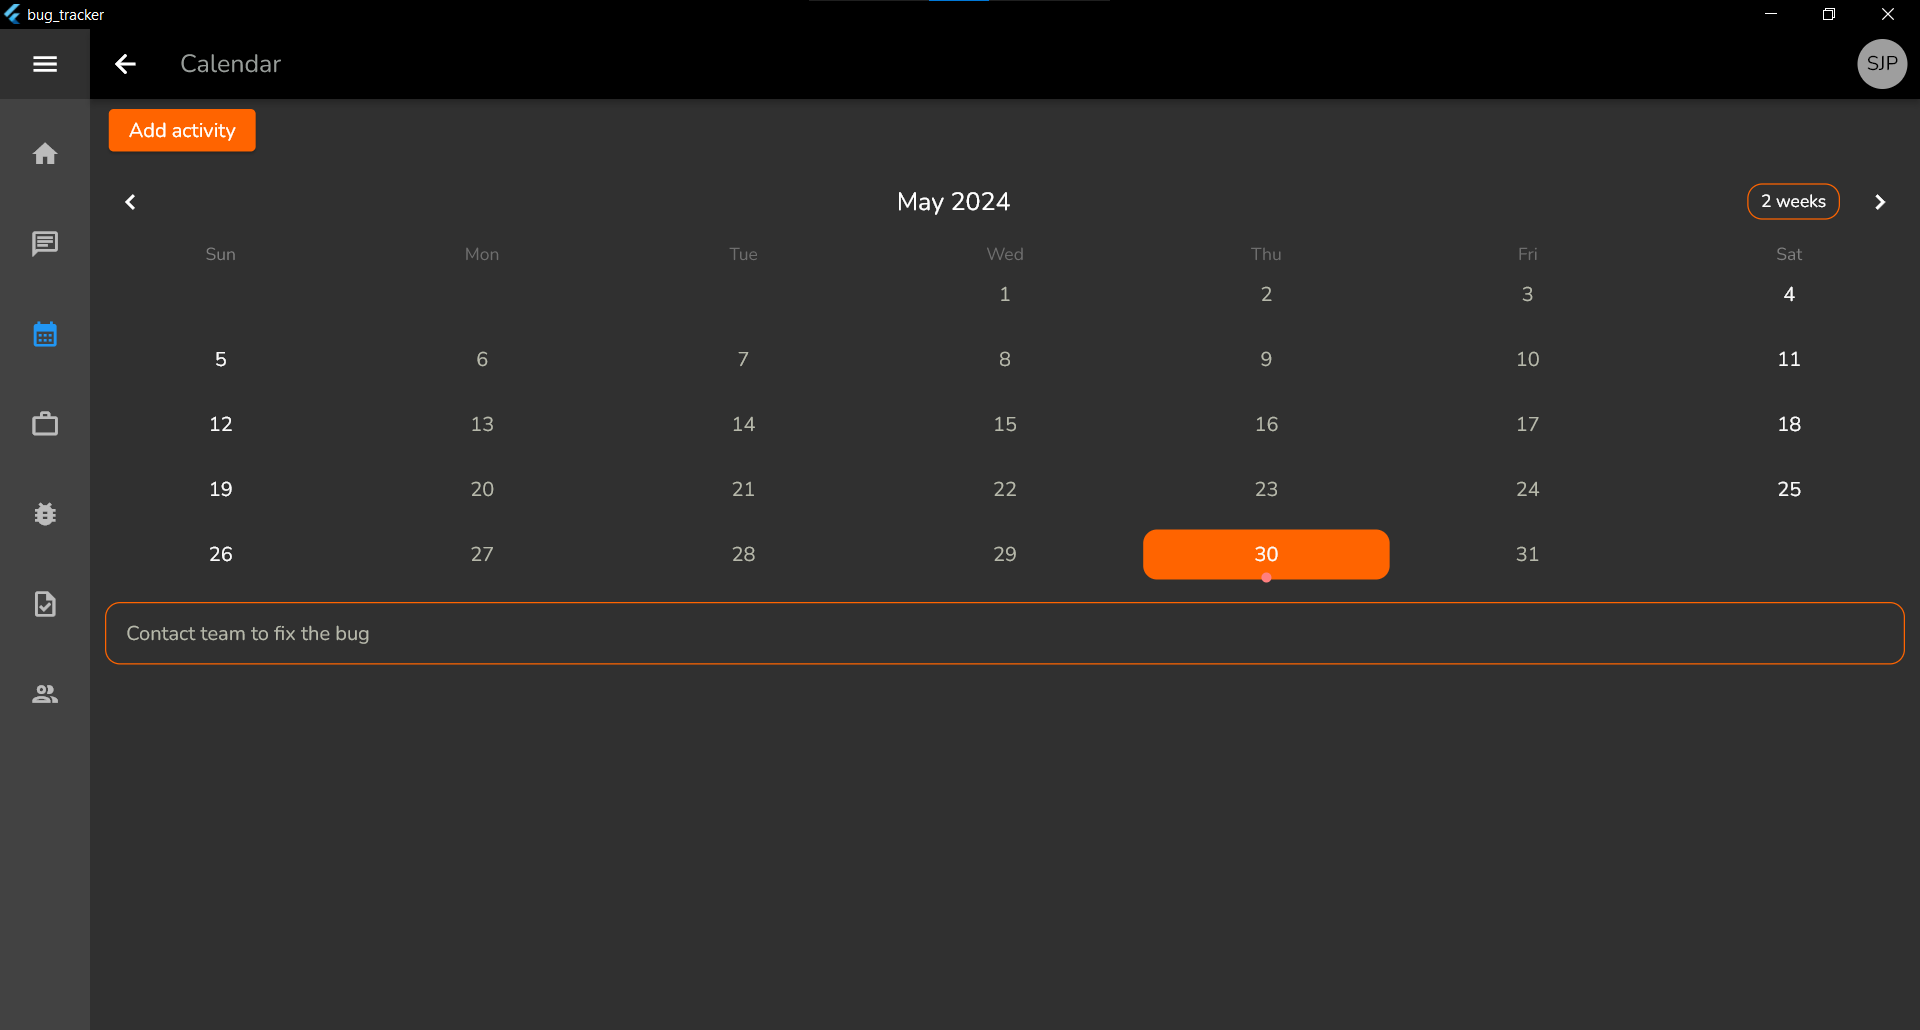 bug_tracker
Calendar
SJP
Add activity
May 2024
2 weeks
Sun Mon Tue Wed Thu Fri Sat
1 2 3 4
5 6 7 8 9 10 11
12 13 14 15 16 17 18
19 20 21 22 23 24 25
26 27 28 29 30 31
Contact team to fix the bug